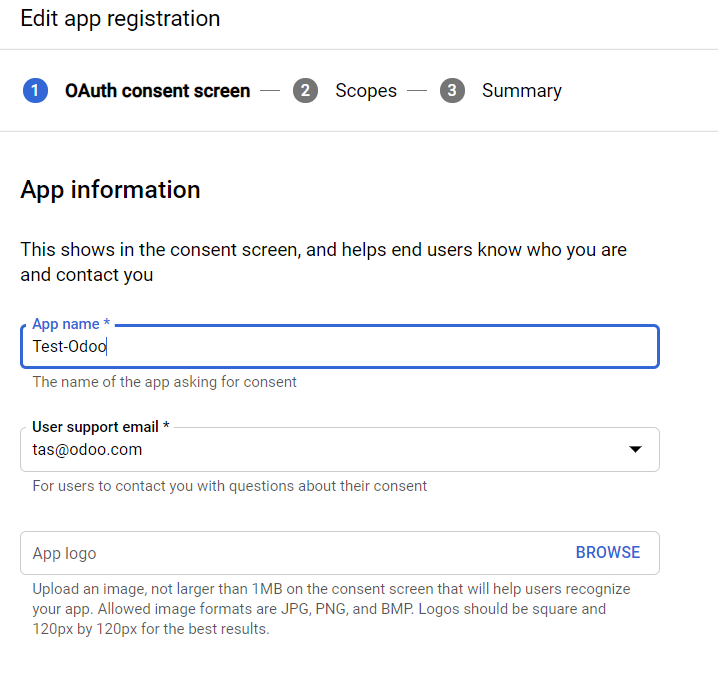 Edit app registration
1 OAuth consent screen — 2 Scopes — 3 Summary
App information
This shows in the consent screen, and helps end users know who you are
and contact you
App name *
Test-Odoo
The name of the app asking for consent
User support email *
tas@odoo.com
For users to contact you with questions about their consent
App logo BROWSE
Upload an image, not larger than 1MB on the consent screen that will help users recognize
your app. Allowed image formats are JPG, PNG, and BMP. Logos should be square and
120px by 120px for the best results.